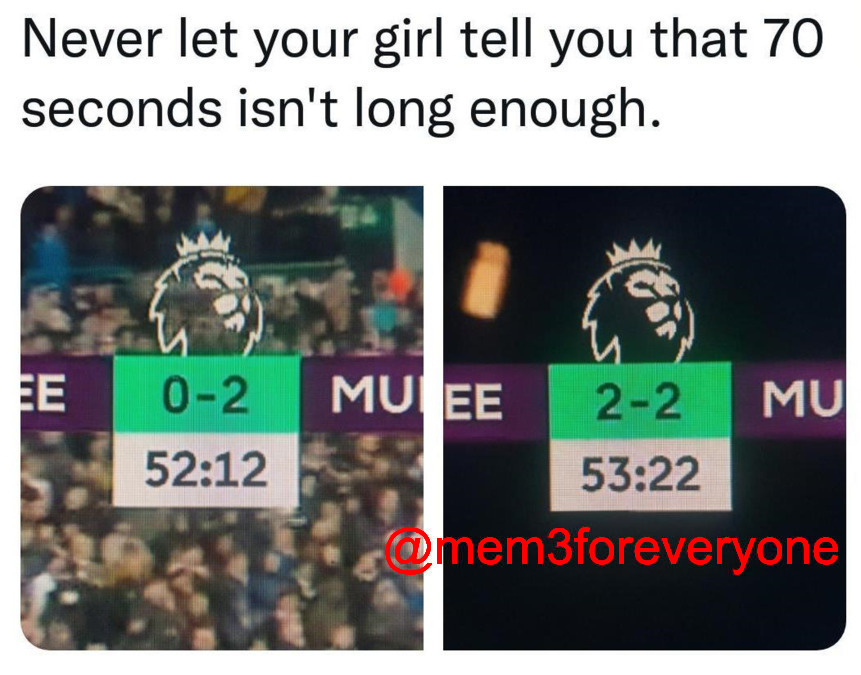 Never let your girl tell you that 70
seconds isn't long enough.
EE 0-2 MU
52:12
EE 2-2 MU
53:22
@mem3foreveryone